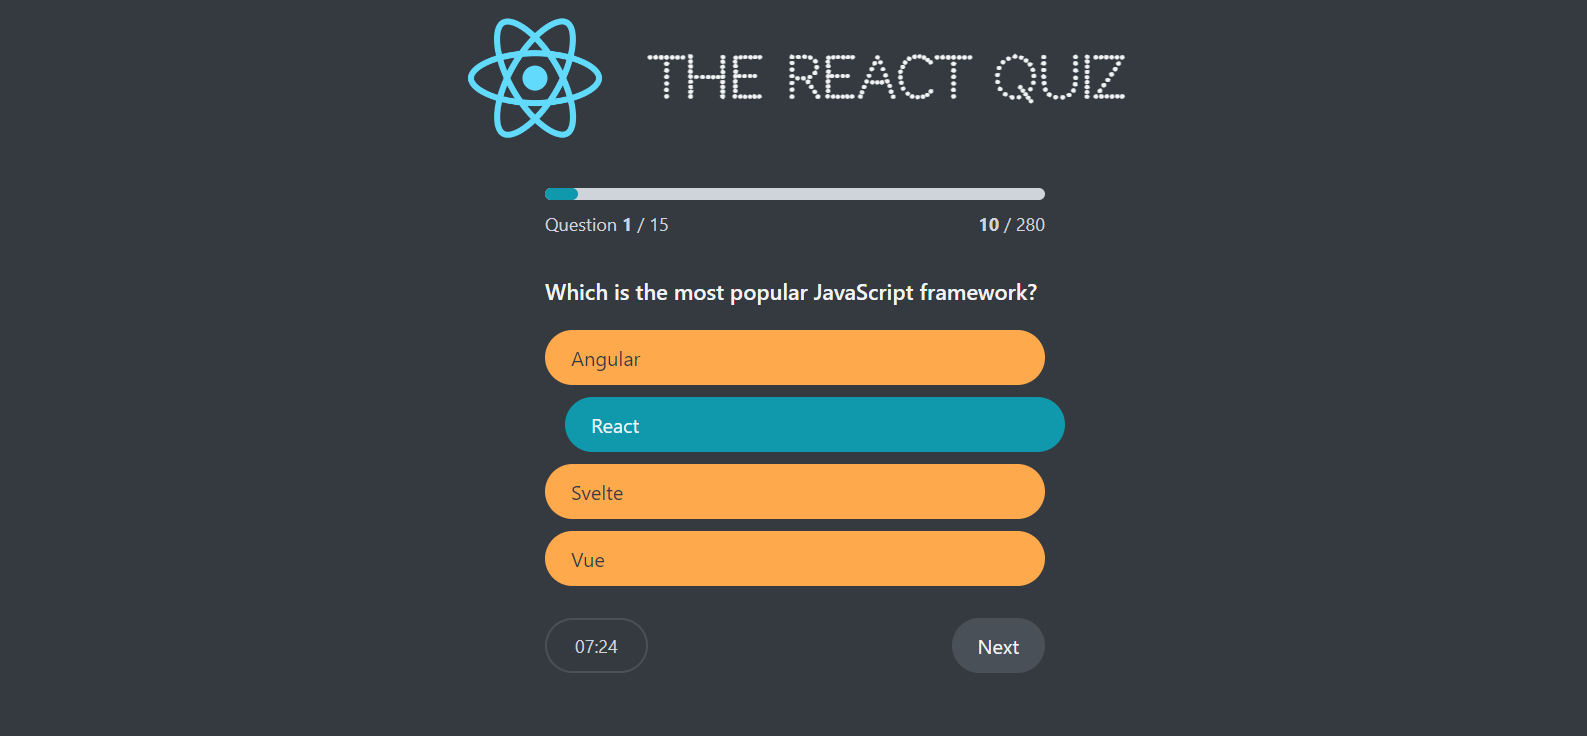 THE REACT QUIZ
Question 1 / 15
10 / 280
Which is the most popular JavaScript framework?
Angular
React
Svelte
Vue
07:24
Next